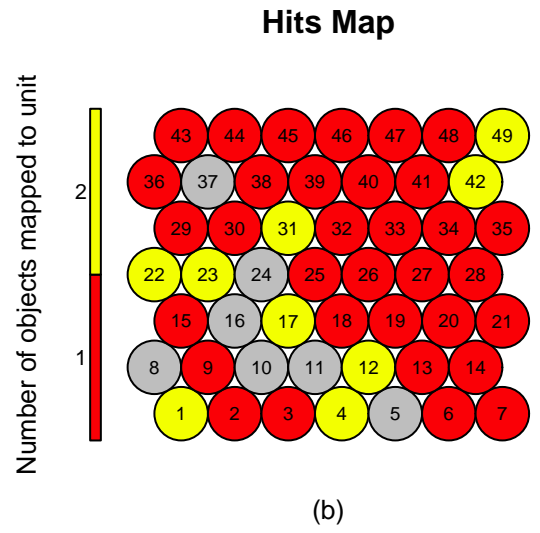 Hits Map
Number of objects mapped to unit
2
1
43 44 45 46 47 48 49
36 37 38 39 40 41 42
29 30 31 32 33 34 35
22 23 24 25 26 27 28
15 16 17 18 19 20 21
8 9 10 11 12 13 14
1 2 3 4 5 6 7
(b)